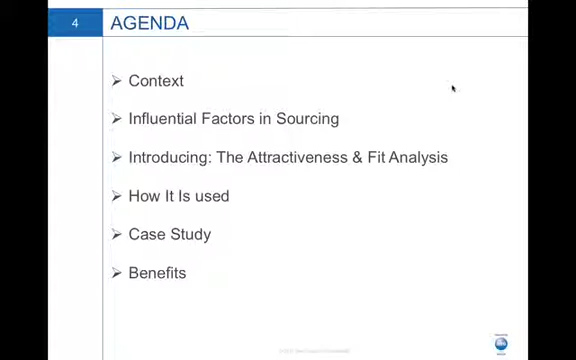 4
AGENDA
Context
Influential Factors in Sourcing
Introducing: The Attractiveness & Fit Analysis
How It Is used
Case Study
Benefits